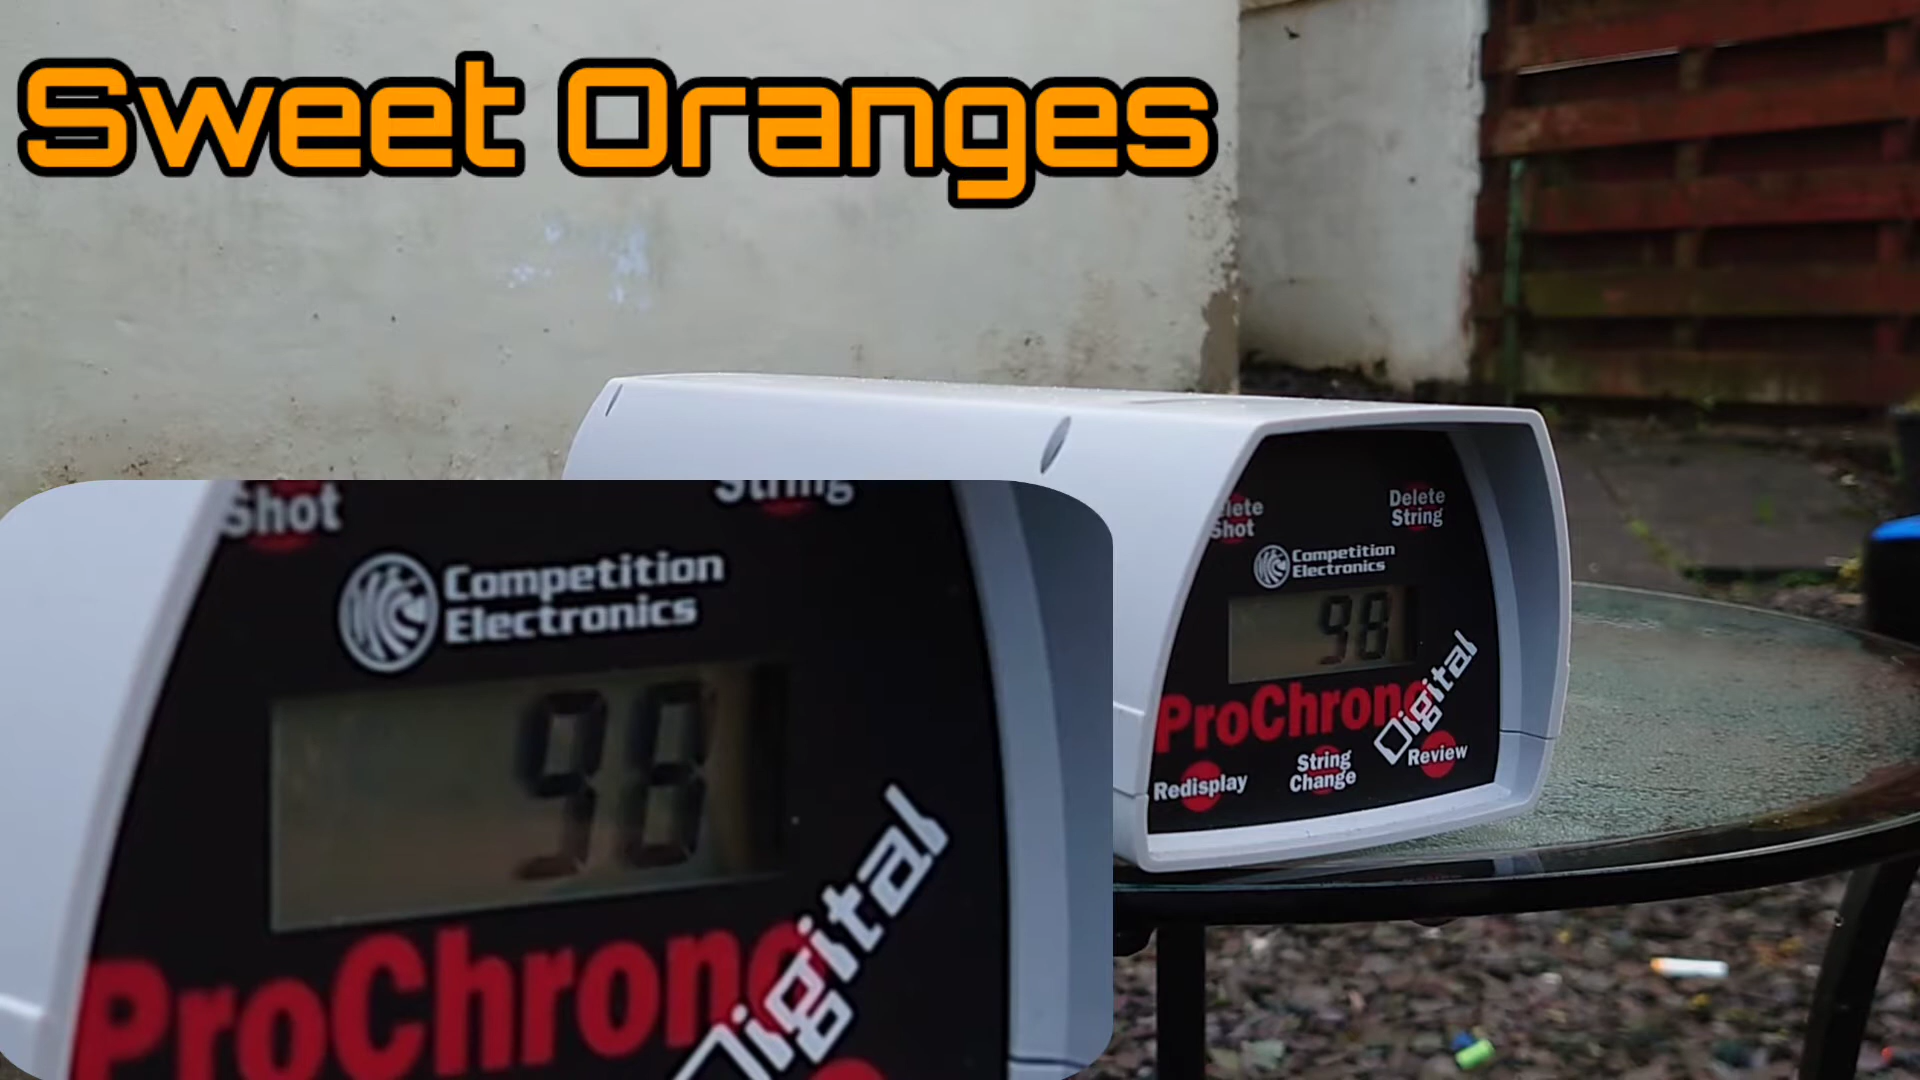 Sweet Oranges
Shot
String
Competition
Electronics
98
ProChrono
Digital
Shot
Delete
String
Competition
Electronics
98
ProChrono
Digital
Redisplay
String
Change
Review